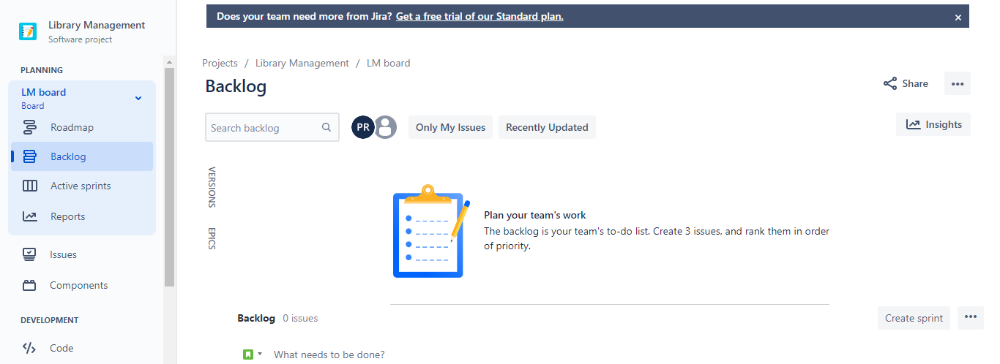 Library Management
Software project
PLANNING
LM board
Board
Roadmap
Backlog
Active sprints
Reports
Issues
Components
DEVELOPMENT
Code
Does your team need more from Jira? Get a free trial of our Standard plan.
Projects / Library Management / LM board
Backlog
Share
Search backlog
PR
Only My Issues
Recently Updated
Insights
VERSIONS
EPICS
Plan your team's work
The backlog is your team's to-do list. Create 3 issues, and rank them in order
of priority.
Backlog 0 issues
Create sprint
What needs to be done?